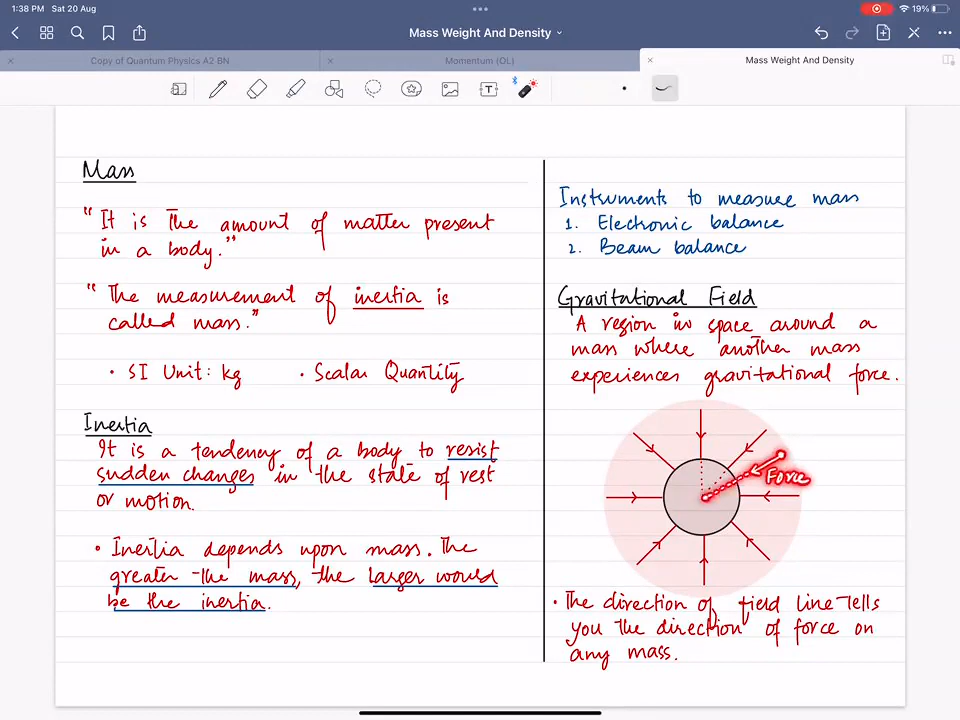 1:38 PM Sat 20 Aug
19%
Mass Weight And Density
Copy of Quantum Physics A2 BN
Momentum (OL)
Mass Weight And Density
Mass
"It is the amount of matter present
in a body."
"The measurement of inertia is
called mass."
• SI Unit: kg • Scalar Quantity
Inertia
It is a tendency of a body to resist
sudden changes in the state of rest
or motion.
• Inertia depends upon mass. The
greater the mass, the larger would
be the inertia.
Instruments to measure mass
1. Electronic balance
2. Beam balance
Gravitational Field
A region in space around a
mass where another mass
experiences gravitational force.
Force
• The direction of field line tells
you the direction of force on
any mass.